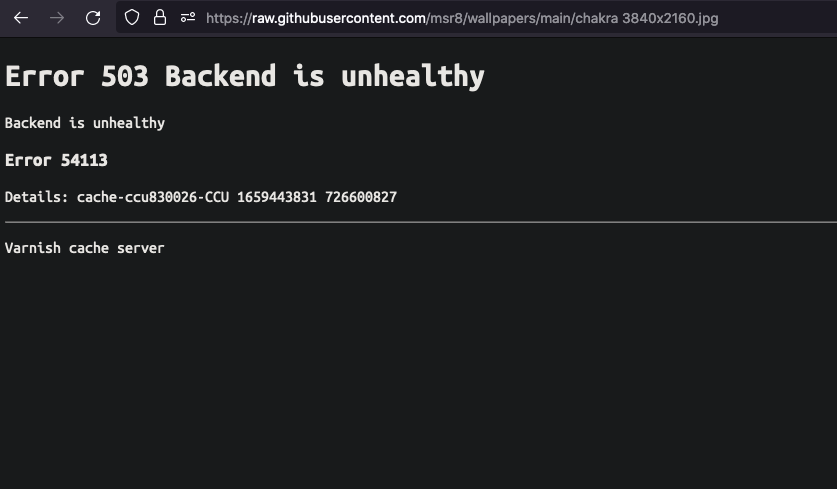 https://raw.githubusercontent.com/msr8/wallpapers/main/chakra 3840x2160.jpg
Error 503 Backend is unhealthy
Backend is unhealthy
Error 54113
Details: cache-ccu830026-CCU 1659443831 726600827
Varnish cache server